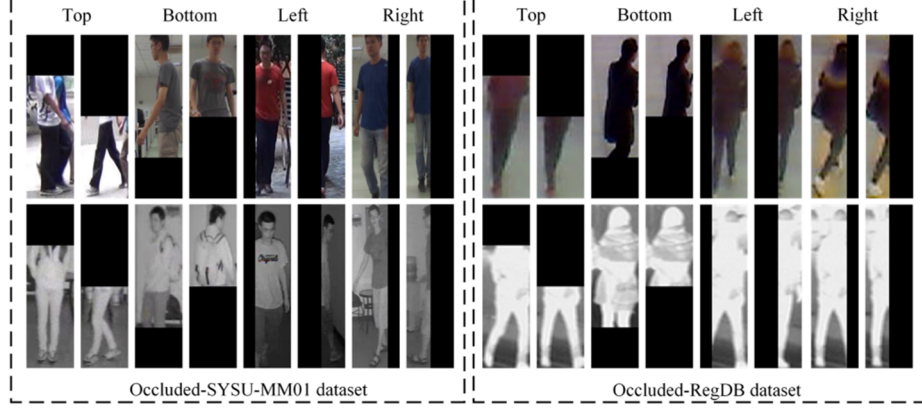 Top Bottom Left Right
Top Bottom Left Right
Occluded-SYSU-MM01 dataset
Occluded-RegDB dataset